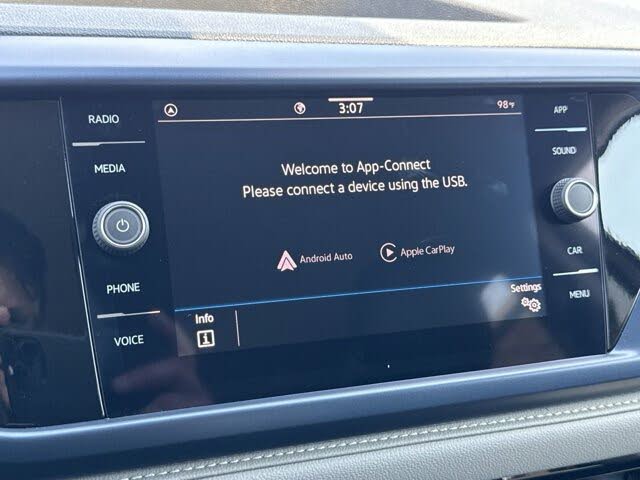 RADIO
MEDIA
PHONE
VOICE
3:07
98°F
Welcome to App-Connect
Please connect a device using the USB.
Android Auto
Apple CarPlay
Info
Settings
APP
SOUND
CAR
MENU